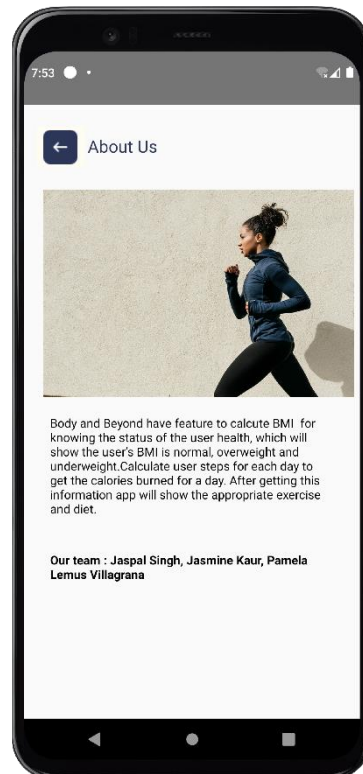 7:53
About Us
Body and Beyond have feature to calcute BMI for
knowing the status of the user health, which will
show the user's BMI is normal, overweight and
underweight.Calculate user steps for each day to
get the calories burned for a day. After getting this
information app will show the appropriate exercise
and diet.
Our team : Jaspal Singh, Jasmine Kaur, Pamela
Lemus Villagrana